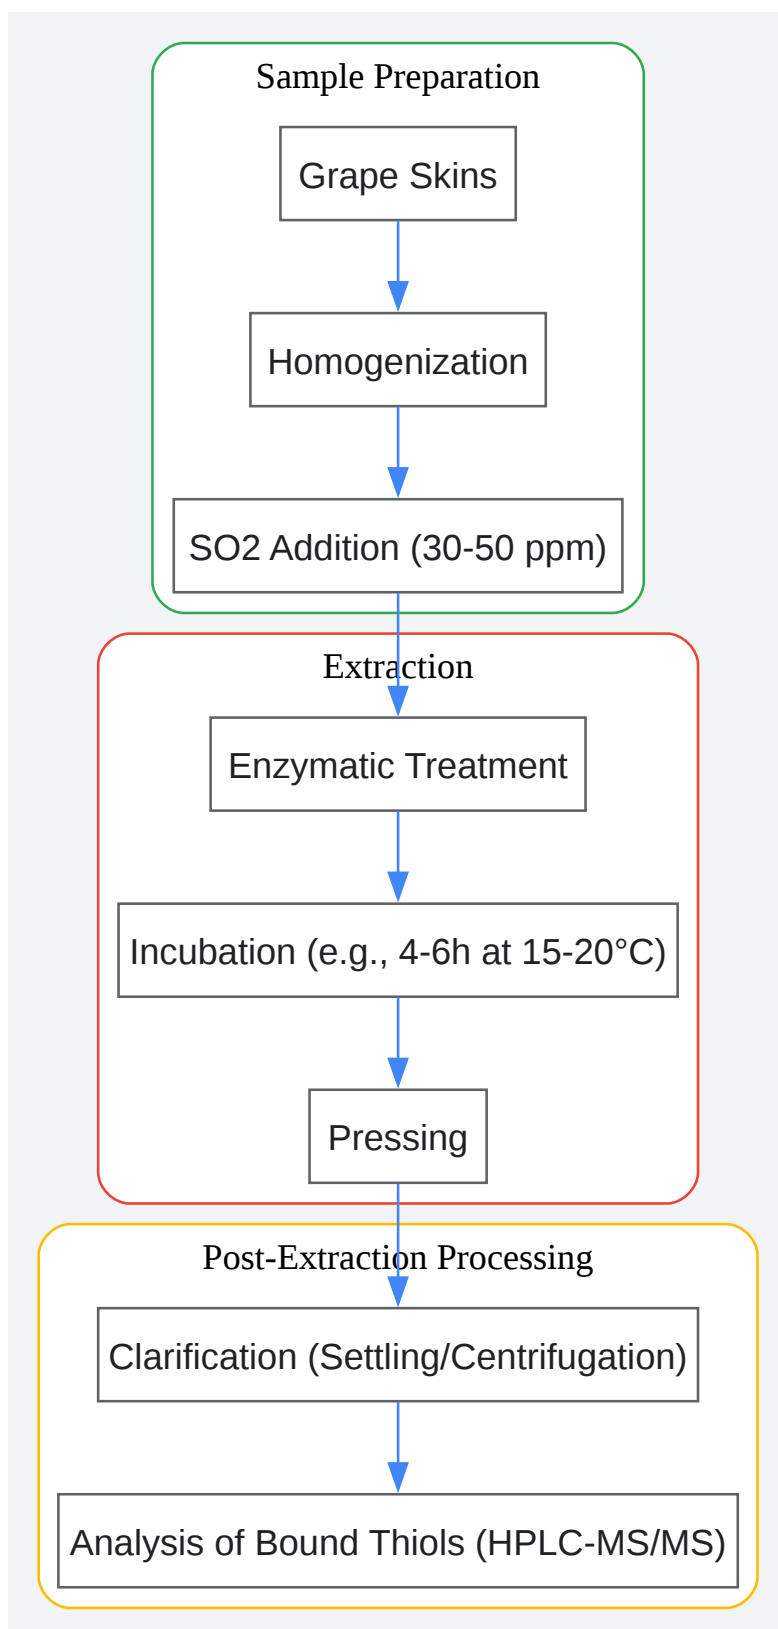 Sample Preparation
Grape Skins
Homogenization
SO2 Addition (30-50 ppm)
Extraction
Enzymatic Treatment
Incubation (e.g., 4-6h at 15-20°C)
Pressing
Post-Extraction Processing
Clarification (Settling/Centrifugation)
Analysis of Bound Thiols (HPLC-MS/MS)